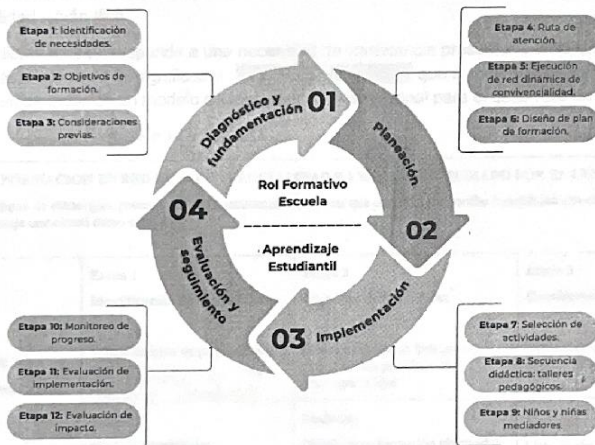 Etapa 1: Identificación
de necesidades.
Etapa 2: Objetivos de
formación.
Etapa 3: Consideraciones
previas.
Etapa 4: Ruta de
atención.
Etapa 5: Ejecución
de red dinámica de
convivencialidad.
Etapa 6: Diseño de plan
de formación.
Diagnóstico y
fundamentación
01
Planeación
02
Rol Formativo
Escuela
Aprendizaje
Estudiantil
04
Evaluación y
seguimiento
03
Implementación
Etapa 10: Monitoreo de
progreso.
Etapa 11: Evaluación de
implementación.
Etapa 12: Evaluación de
impacto.
Etapa 7: Selección de
actividades.
Etapa 8: Secuencia
didáctica: talleres
pedagógicos.
Etapa 9: Niños y niñas
mediadores.